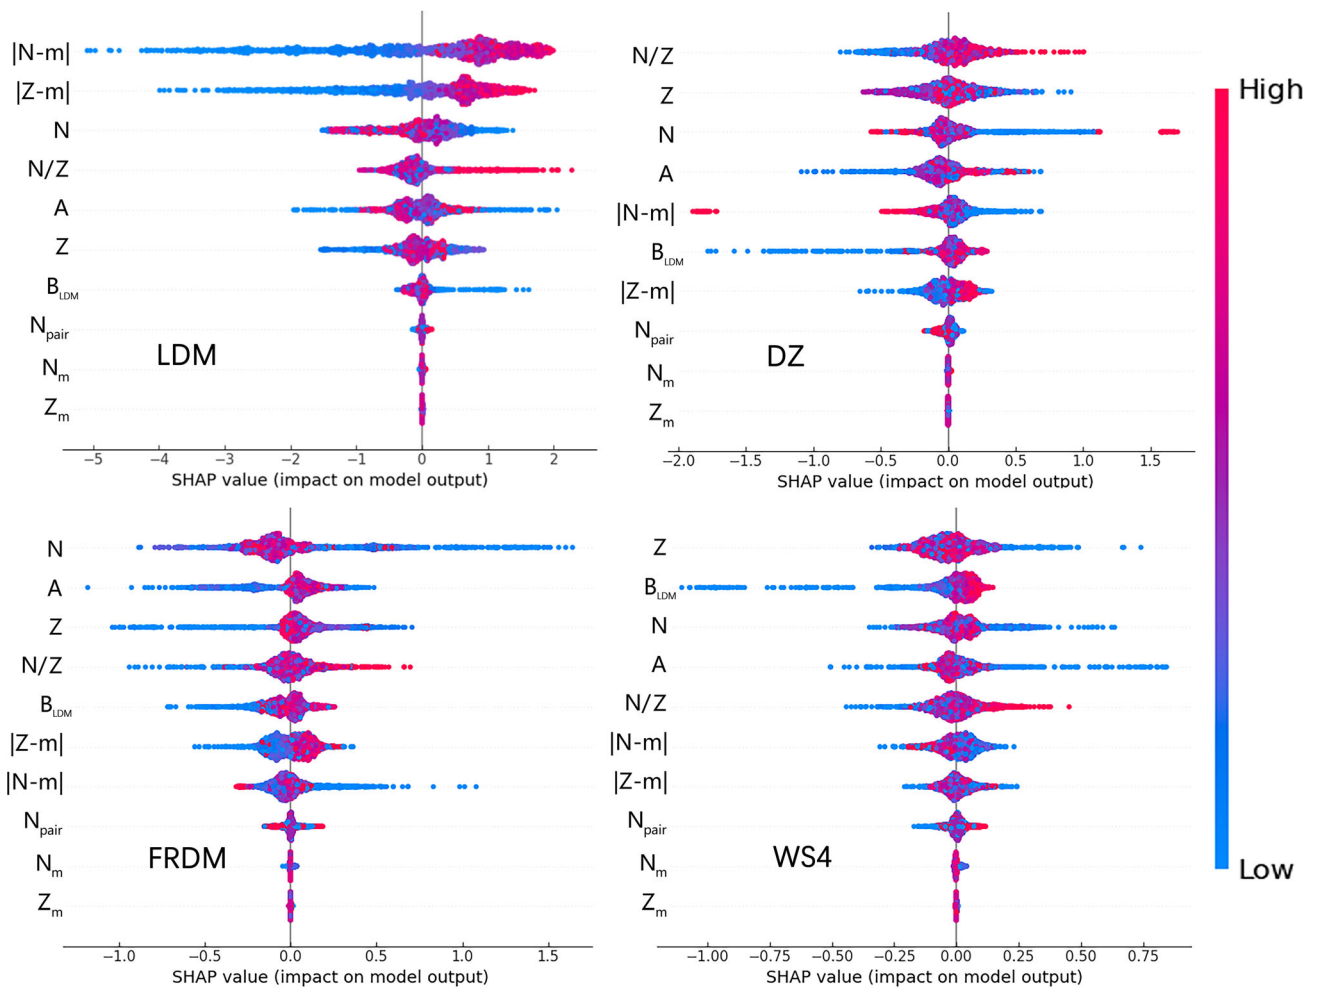 |N-m|
|Z-m|
N
N/Z
A
Z
B_LDM
N_pair
N_m
Z_m
LDM
−5 −4 −3 −2 −1 0 1 2
SHAP value (impact on model output)
N/Z
Z
N
A
|N-m|
B_LDM
|Z-m|
N_pair
N_m
Z_m
DZ
−2.0 −1.5 −1.0 −0.5 0.0 0.5 1.0 1.5
SHAP value (impact on model output)
N
A
Z
N/Z
B_LDM
|Z-m|
|N-m|
N_pair
N_m
Z_m
FRDM
−1.0 −0.5 0.0 0.5 1.0 1.5
SHAP value (impact on model output)
Z
B_LDM
N
A
N/Z
|N-m|
|Z-m|
N_pair
N_m
Z_m
WS4
−1.00 −0.75 −0.50 −0.25 0.00 0.25 0.50 0.75
SHAP value (impact on model output)
High
Low